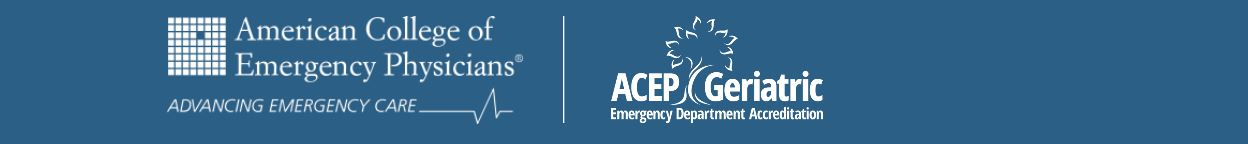 American College of
Emergency Physicians®
ADVANCING EMERGENCY CARE
ACEP Geriatric
Emergency Department Accreditation